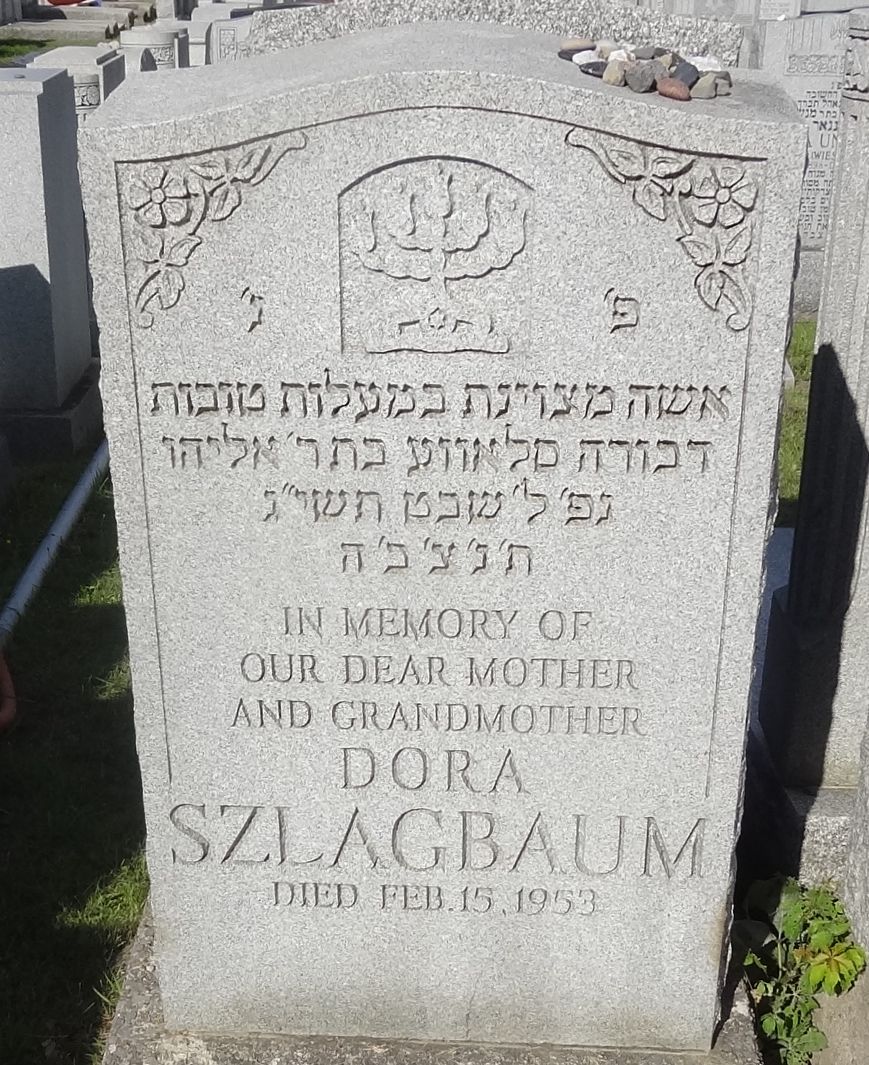 פ׳ נ׳
אשה מצוינת במעלות טובות
דבורה סלאווע בת ר׳ אליהו
נפ׳ ל׳ שבט תשי״ג
ת׳ נ׳ צ׳ ב׳ ה
IN MEMORY OF
OUR DEAR MOTHER
AND GRANDMOTHER
DORA
SZLAGBAUM
DIED FEB. 15, 1953